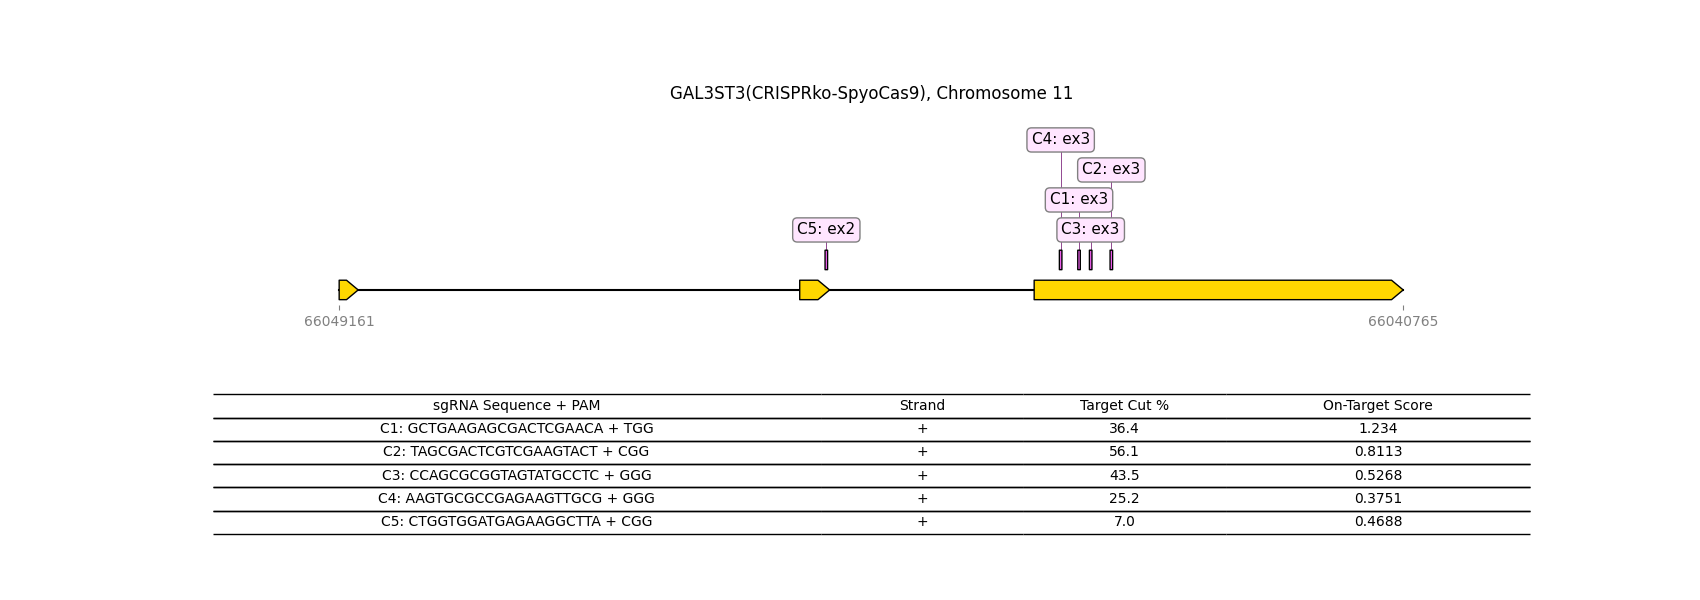 GAL3ST3(CRISPRko-SpyoCas9), Chromosome 11
C4: ex3
C2: ex3
C1: ex3
C5: ex2
C3: ex3
66049161
66040765
sgRNA Sequence + PAM Strand Target Cut % On-Target Score
C1: GCTGAAGAGCGACTCGAACA + TGG + 36.4 1.234
C2: TAGCGACTCGTCGAAGTACT + CGG + 56.1 0.8113
C3: CCAGCGCGGTAGTATGCCTC + GGG + 43.5 0.5268
C4: AAGTGCGCCGAGAAGTTGCG + GGG + 25.2 0.3751
C5: CTGGTGGATGAGAAGGCTTA + CGG + 7.0 0.4688